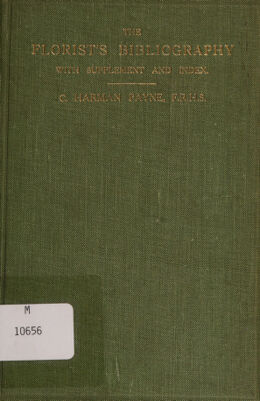 THE
FLORIST'S BIBLIOGRAPHY
WITH SUPPLEMENT AND INDEX.
C. HARMAN PAYNE, F.R.H.S.
M
10656